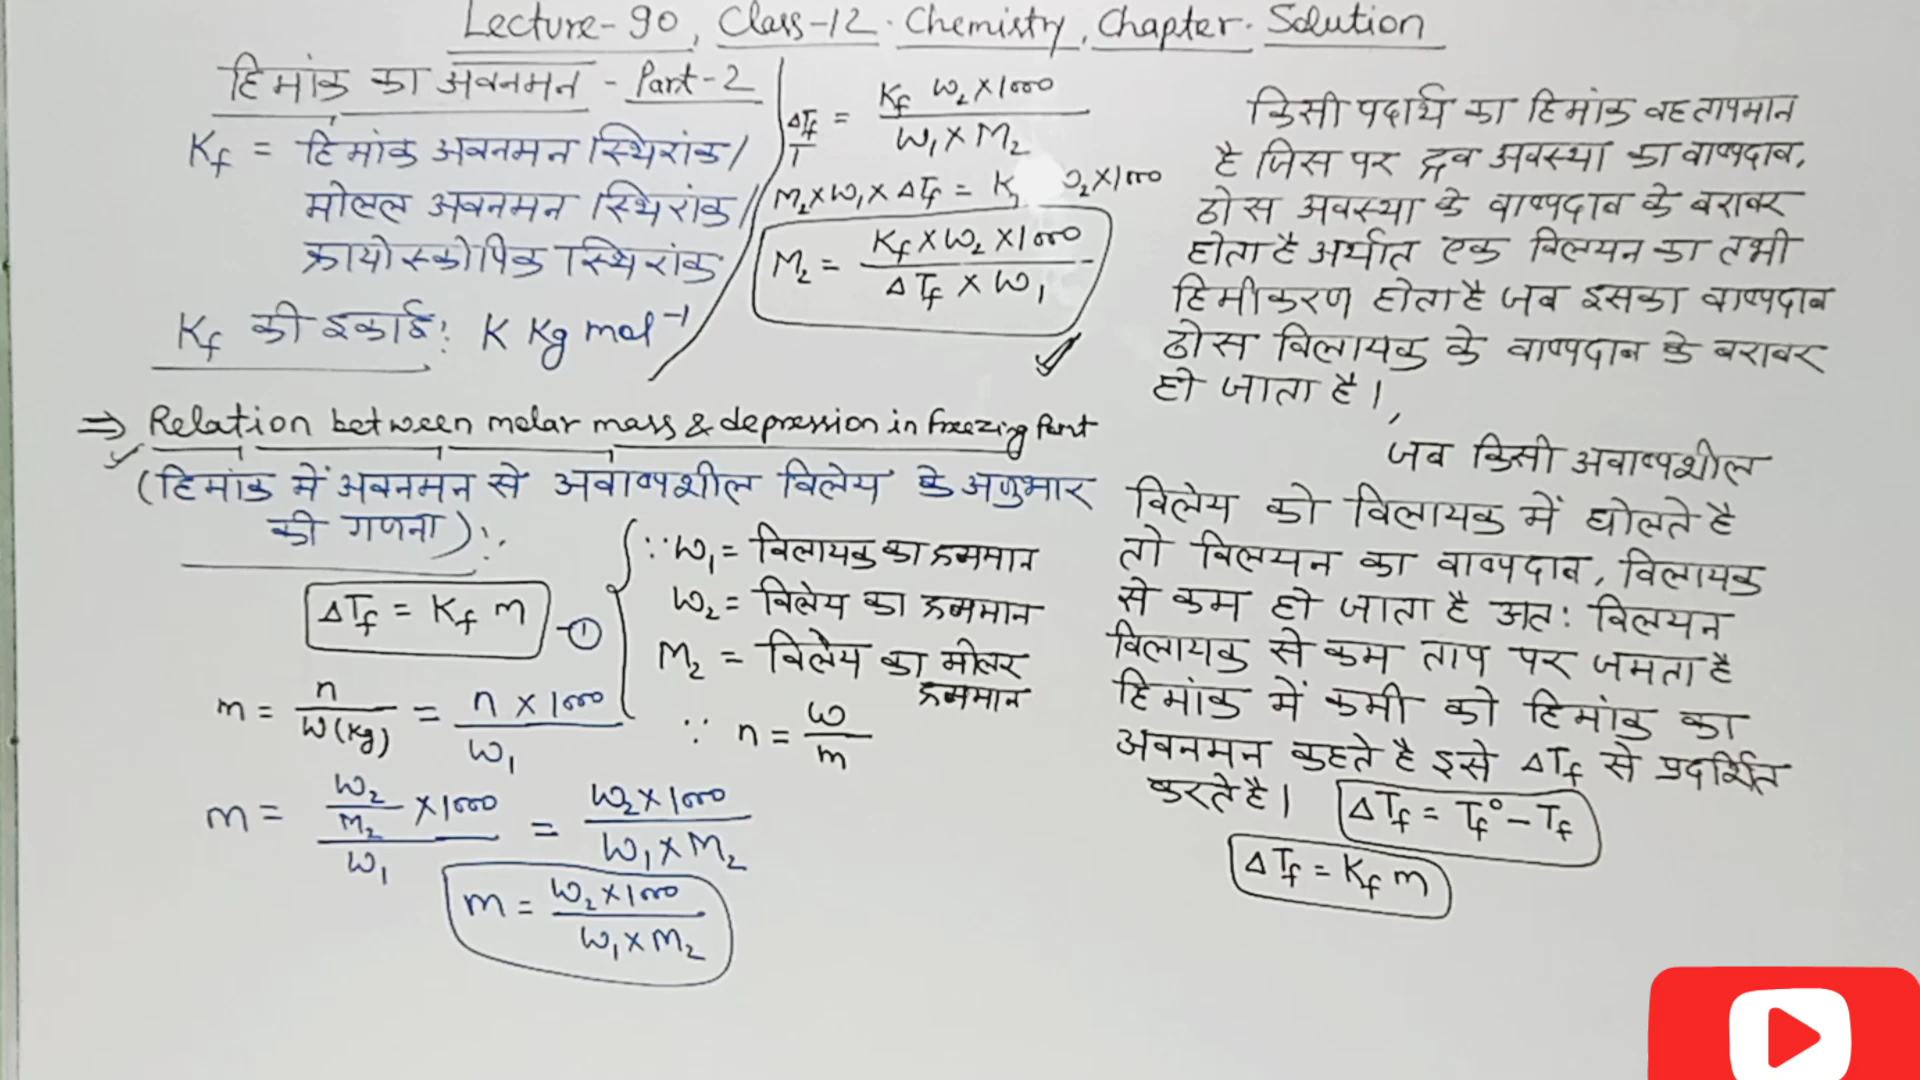 Lecture-90, Class-12. Chemistry, Chapter. Solution
हिमांक का अवनमन - Part-2
Kf = हिमांक अवनमन स्थिरांक/
मोलल अवनमन स्थिरांक/
क्रायोस्कोपिक स्थिरांक
Kf की इकाई: K Kg mol⁻¹
ΔTf = Kf W₂×1000
W₁×M₂
M₂×W₁×ΔTf = K W₂×1000
M₂ = Kf×W₂×1000
ΔTf×W₁
⇒ Relation between molar mass & depression in freezing Point
(हिमांक में अवनमन से अवाष्पशील विलेय के अणुभार
की गणना):
ΔTf = Kf m -①
∵ W₁ = विलायक का द्रव्यमान
W₂ = विलेय का द्रव्यमान
M₂ = विलेय का मोलर
द्रव्यमान
m = n / W(Kg) = n×1000 / W₁
∵ n = W / m
m = W₂/M₂ ×1000 / W₁ = W₂×1000 / W₁×M₂
m = W₂×1000
W₁×M₂
किसी पदार्थ का हिमांक वह तापमान
है जिस पर द्रव अवस्था का वाष्पदाव,
ठोस अवस्था के वाष्पदाव के बरावर
होता है अर्थात एक विलयन का तभी
हिमीकरण होता है जब इसका वाष्पदाव
ठोस विलायक के वाष्पदाव के बरावर
हो जाता है।,
जब किसी अवाष्पशील
विलेय को विलायक में घोलते है
तो विलयन का वाष्पदाव, विलायक
से कम हो जाता है अत: विलयन
विलायक से कम ताप पर जमता है
हिमांक में कमी को हिमांक का
अवनमन कहते है इसे ΔTf से प्रदर्शित
करते है। ΔTf = Tf° - Tf
ΔTf = Kf m